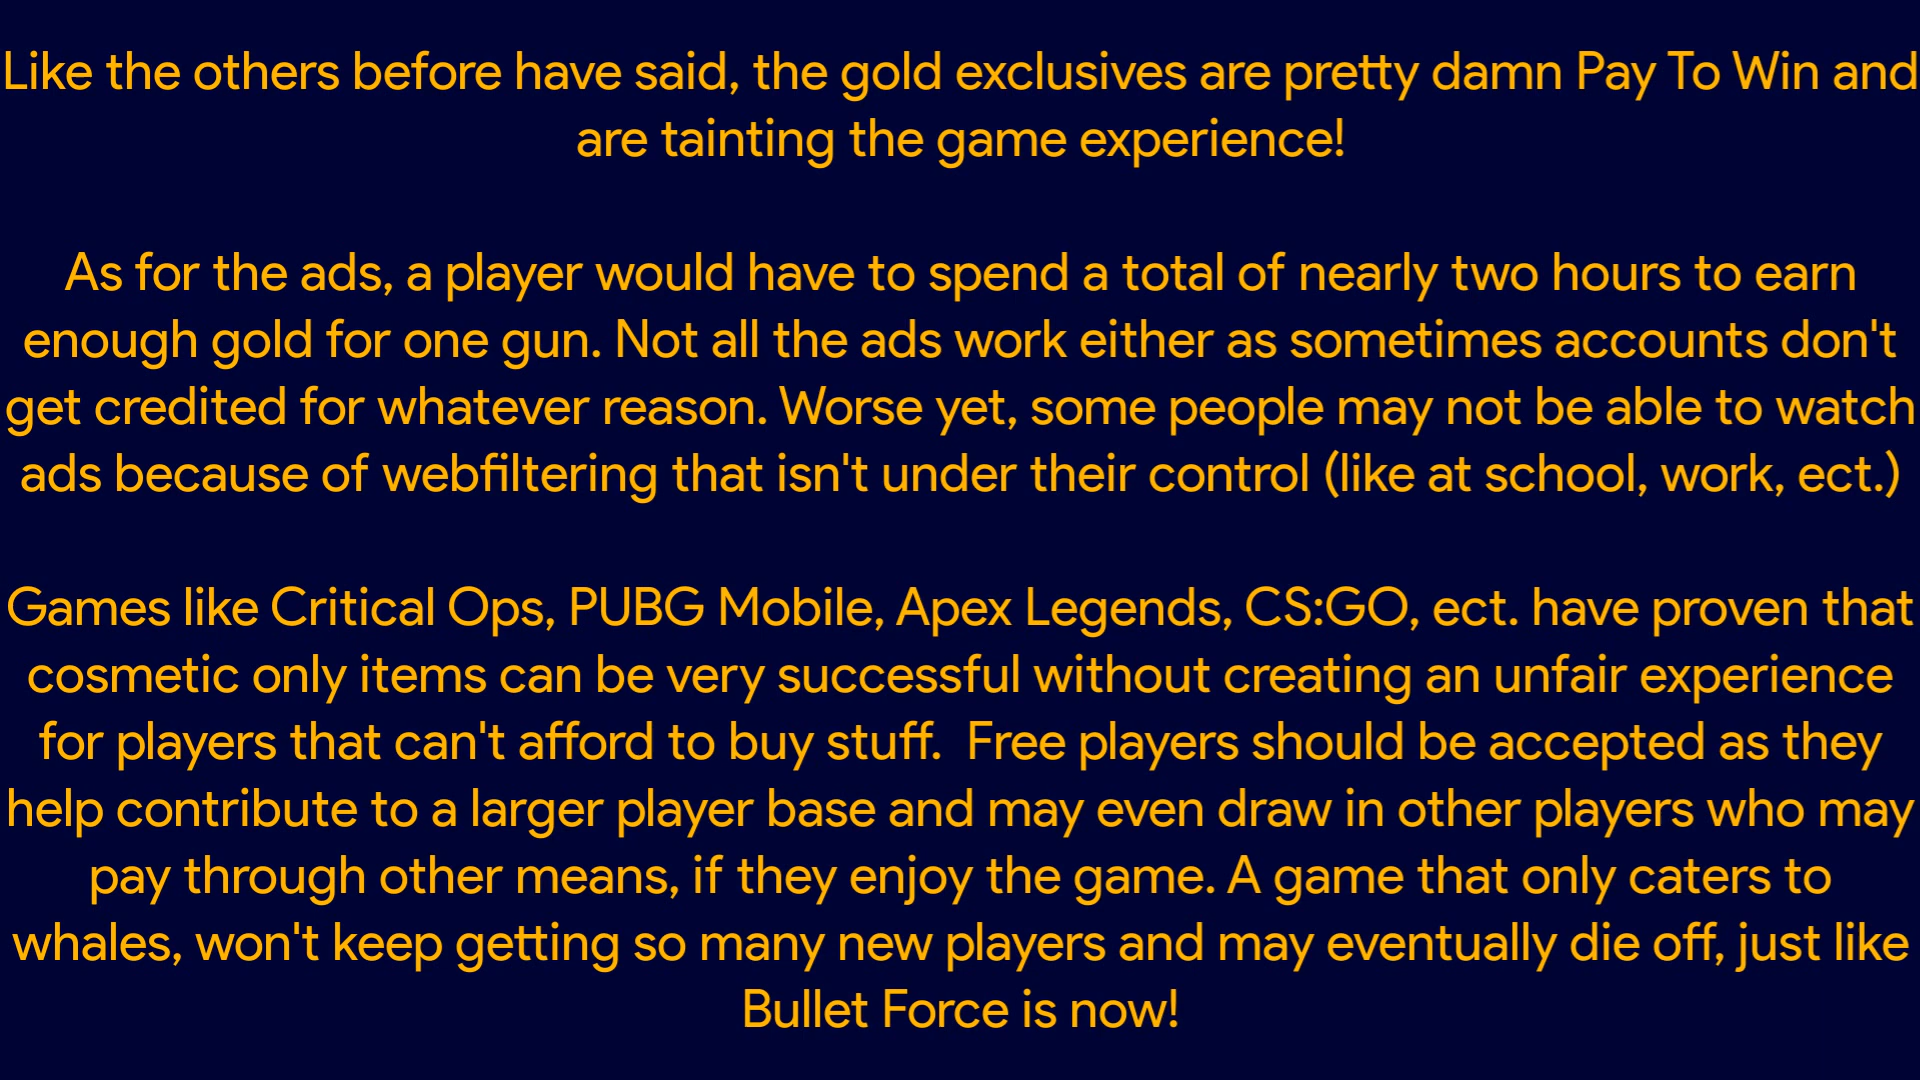 Like the others before have said, the gold exclusives are pretty damn Pay To Win and
are tainting the game experience!
As for the ads, a player would have to spend a total of nearly two hours to earn
enough gold for one gun. Not all the ads work either as sometimes accounts don't
get credited for whatever reason. Worse yet, some people may not be able to watch
ads because of webfiltering that isn't under their control (like at school, work, ect.)
Games like Critical Ops, PUBG Mobile, Apex Legends, CS:GO, ect. have proven that
cosmetic only items can be very successful without creating an unfair experience
for players that can't afford to buy stuff.  Free players should be accepted as they
help contribute to a larger player base and may even draw in other players who may
pay through other means, if they enjoy the game. A game that only caters to
whales, won't keep getting so many new players and may eventually die off, just like
Bullet Force is now!